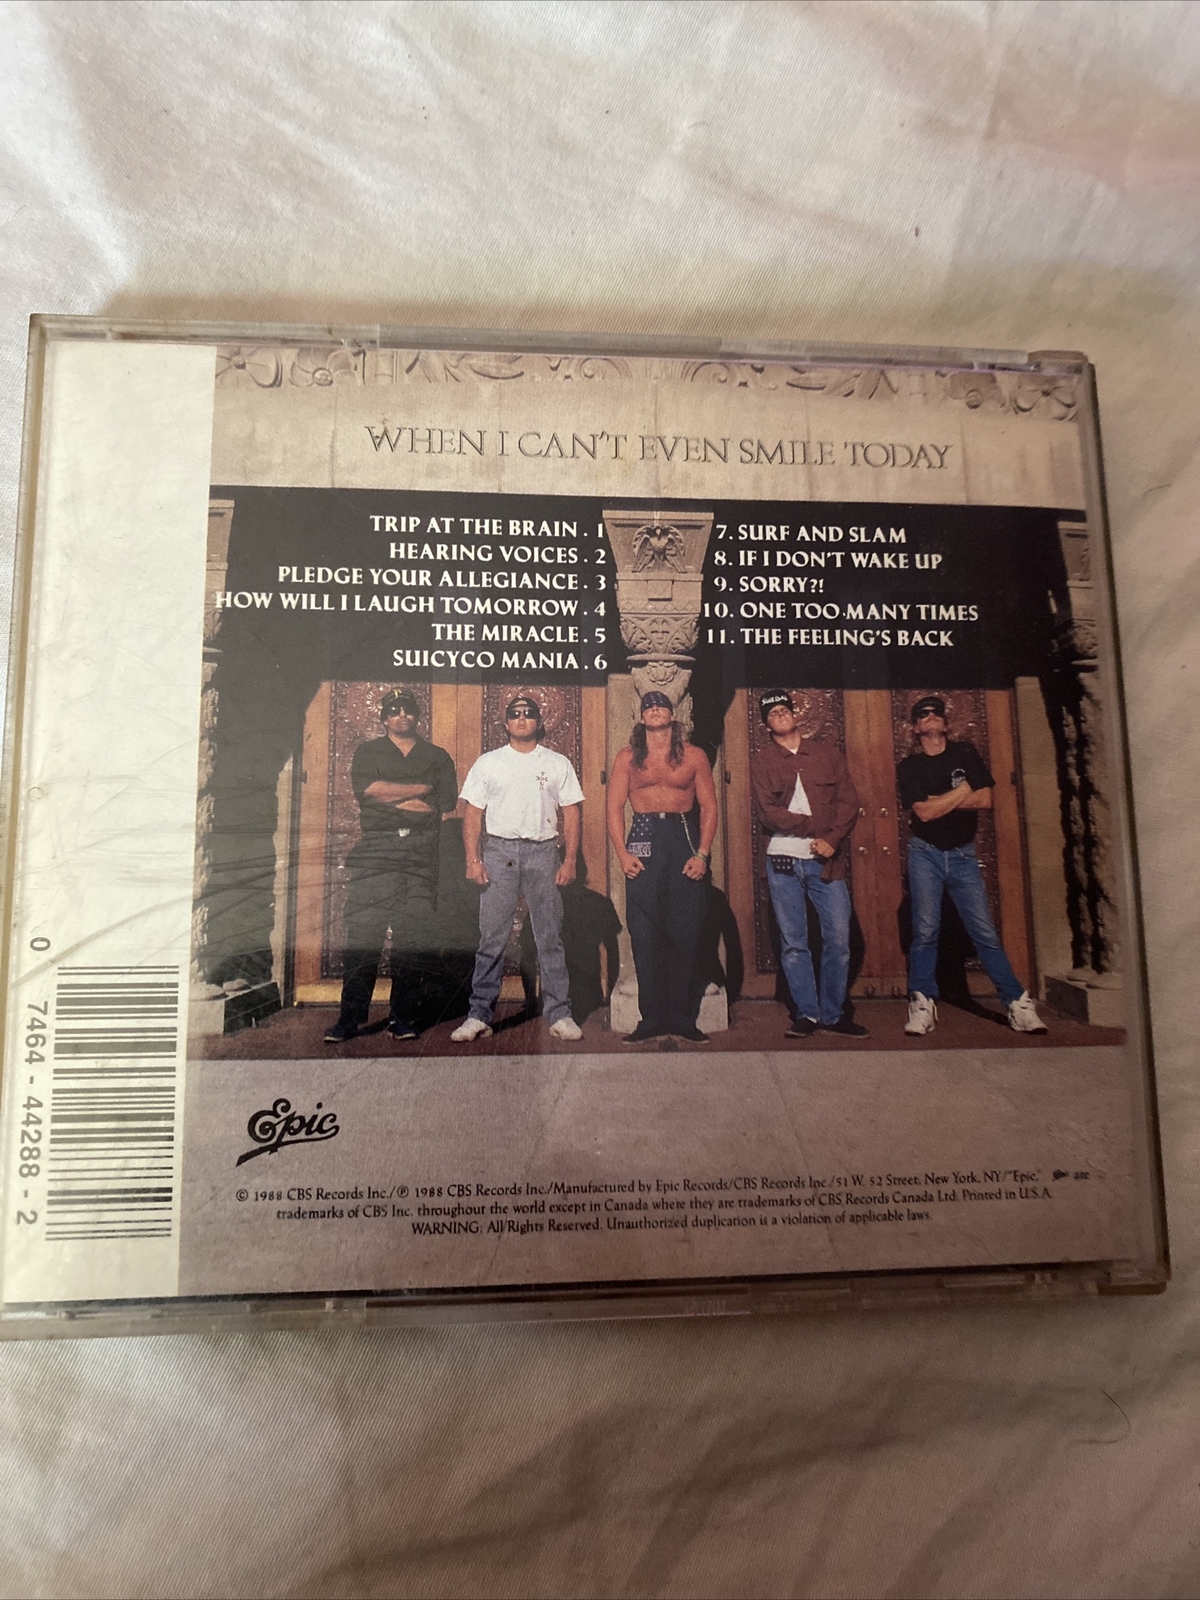 WHEN I CAN'T EVEN SMILE TODAY
TRIP AT THE BRAIN . 1
HEARING VOICES . 2
PLEDGE YOUR ALLEGIANCE . 3
HOW WILL I LAUGH TOMORROW . 4
THE MIRACLE . 5
SUICYCO MANIA . 6
7. SURF AND SLAM
8. IF I DON'T WAKE UP
9. SORRY?!
10. ONE TOO MANY TIMES
11. THE FEELING'S BACK
0 7464-44288-2
Epic
© 1988 CBS Records Inc./℗ 1988 CBS Records Inc./Manufactured by Epic Records/CBS Records Inc./51 W. 52 Street, New York, NY/"Epic," are
trademarks of CBS Inc. throughout the world except in Canada where they are trademarks of CBS Records Canada Ltd. Printed in U.S.A.
WARNING: All Rights Reserved. Unauthorized duplication is a violation of applicable laws.